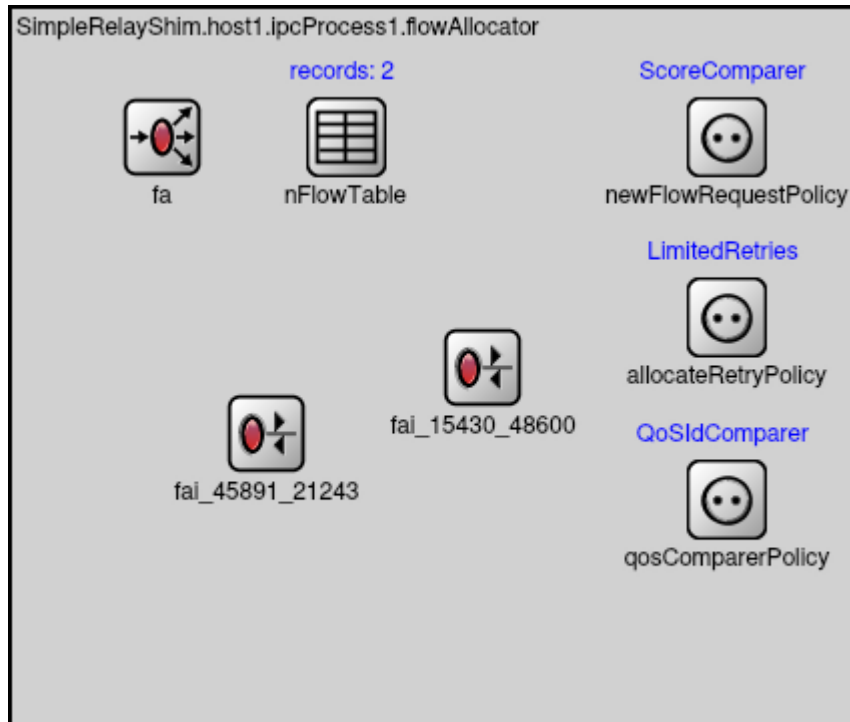 SimpleRelayShim.host1.ipcProcess1.flowAllocator
records: 2
ScoreComparer
fa
nFlowTable
newFlowRequestPolicy
LimitedRetries
allocateRetryPolicy
fai_15430_48600
QoSIdComparer
fai_45891_21243
qosComparerPolicy